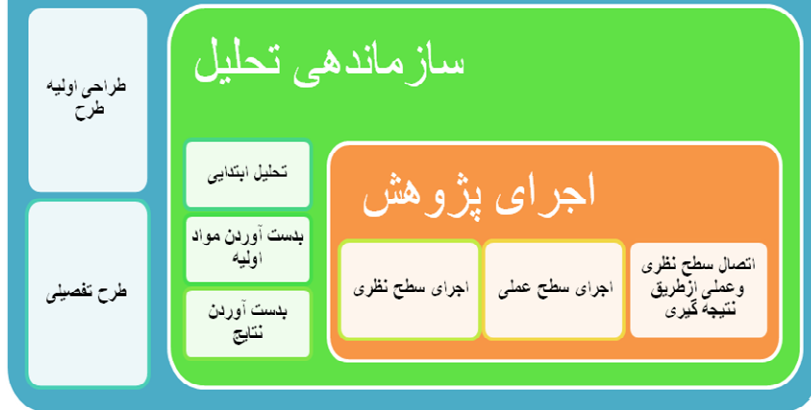 طراحی اولیه
طرح
طرح تفصیلی
سازماندهی تحلیل
تحلیل ابتدایی
بدست آوردن مواد
اولیه
بدست آوردن
نتایج
اجرای پژوهش
اجرای سطح نظری
اجرای سطح عملی
اتصال سطح نظری
وعملی ازطریق
نتیجه گیری